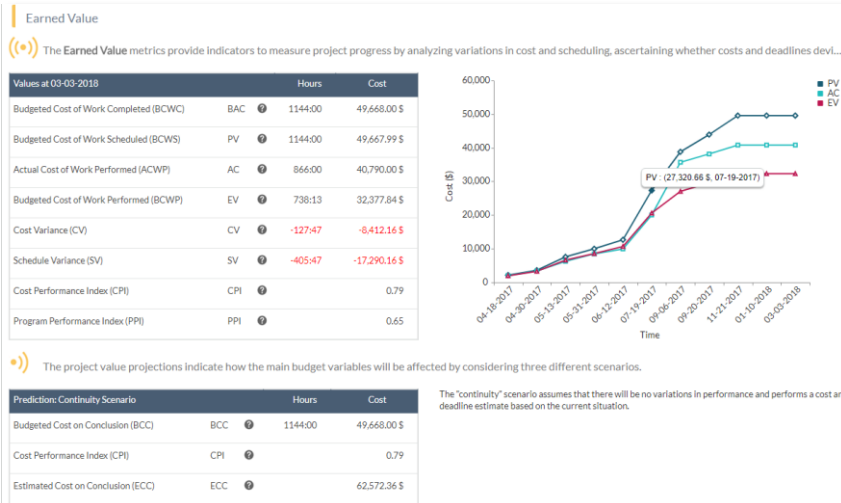 Earned Value
The Earned Value metrics provide indicators to measure project progress by analyzing variations in cost and scheduling, ascertaining whether costs and deadlines devi...
Values at 03-03-2018 Hours Cost
Budgeted Cost of Work Completed (BCWC) BAC ? 1144:00 49,668.00 $
Budgeted Cost of Work Scheduled (BCWS) PV ? 1144:00 49,667.99 $
Actual Cost of Work Performed (ACWP) AC ? 866:00 40,790.00 $
Budgeted Cost of Work Performed (BCWP) EV ? 738:13 32,377.84 $
Cost Variance (CV) CV ? -127:47 -8,412.16 $
Schedule Variance (SV) SV ? -405:47 -17,290.16 $
Cost Performance Index (CPI) CPI ? 0.79
Program Performance Index (PPI) PPI ? 0.65
60,000
50,000
40,000
30,000
20,000
10,000
0
Cost ($)
PV : (27,320.66 $, 07-19-2017)
PV
AC
EV
04-18-2017
04-30-2017
05-13-2017
05-31-2017
06-12-2017
07-19-2017
09-06-2017
09-20-2017
11-21-2017
01-10-2018
03-03-2018
Time
The project value projections indicate how the main budget variables will be affected by considering three different scenarios.
Prediction: Continuity Scenario Hours Cost
Budgeted Cost on Conclusion (BCC) BCC ? 1144:00 49,668.00 $
Cost Performance Index (CPI) CPI ? 0.79
Estimated Cost on Conclusion (ECC) ECC ? 62,572.36 $
The "continuity" scenario assumes that there will be no variations in performance and performs a cost an
deadline estimate based on the current situation.